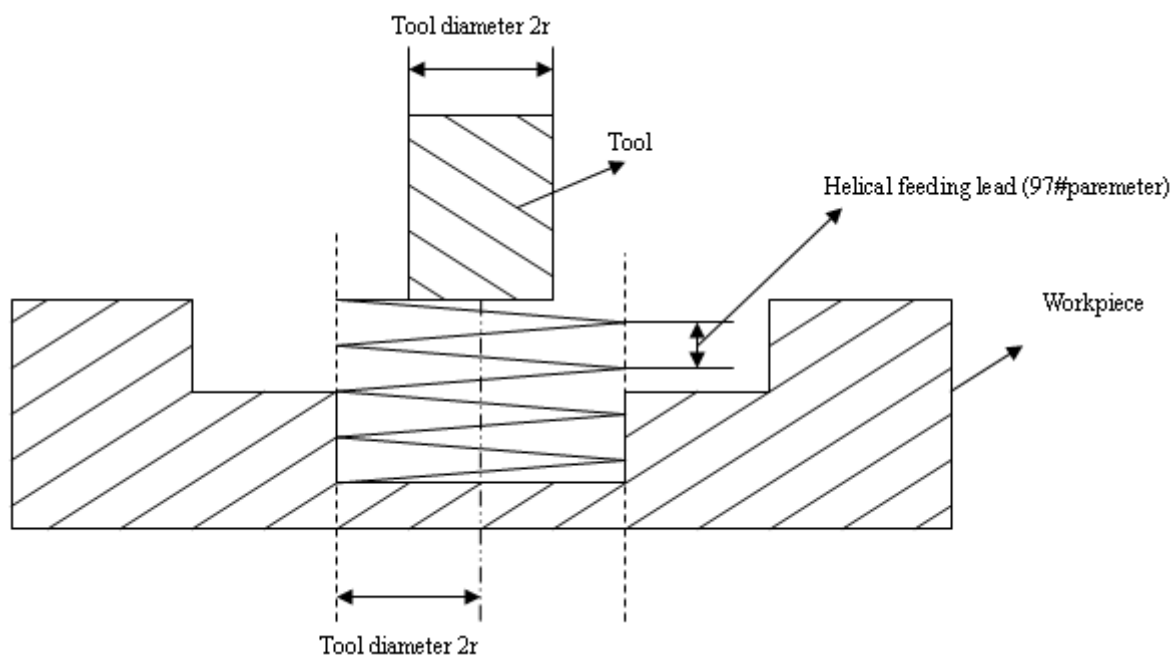 Tool diameter 2r
Tool
Helical feeding lead (97#paremeter)
Workpiece
Tool diameter 2r